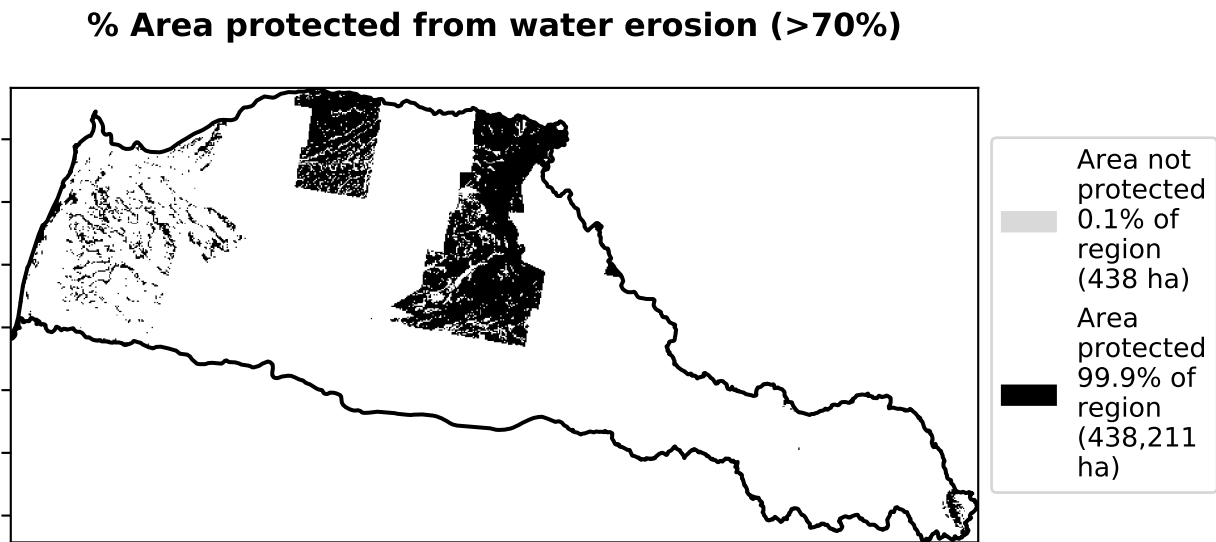 % Area protected from water erosion (>70%)
Area not
protected
0.1% of
region
(438 ha)
Area
protected
99.9% of
region
(438,211
ha)